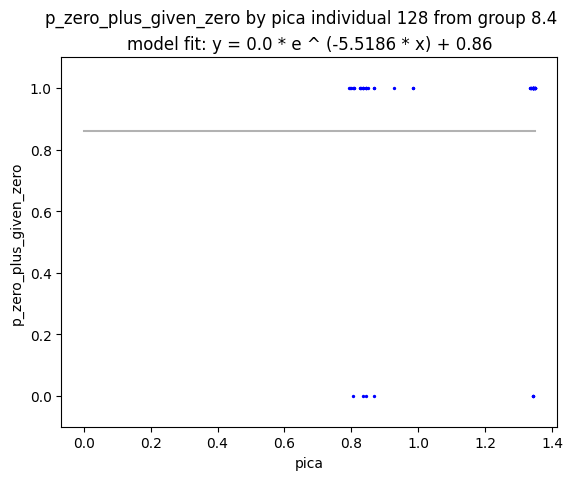 p_zero_plus_given_zero by pica individual 128 from group 8.4
model fit: y = 0.0 * e ^ (-5.5186 * x) + 0.86
1.0
0.8
0.6
0.4
0.2
0.0
p_zero_plus_given_zero
0.0 0.2 0.4 0.6 0.8 1.0 1.2 1.4
pica